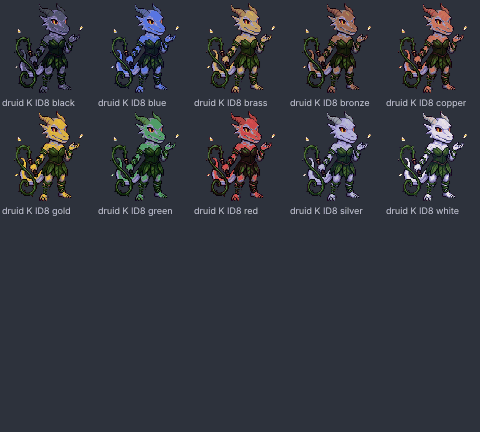 druid K ID8 black
druid K ID8 blue
druid K ID8 brass
druid K ID8 bronze
druid K ID8 copper
druid K ID8 gold
druid K ID8 green
druid K ID8 red
druid K ID8 silver
druid K ID8 white